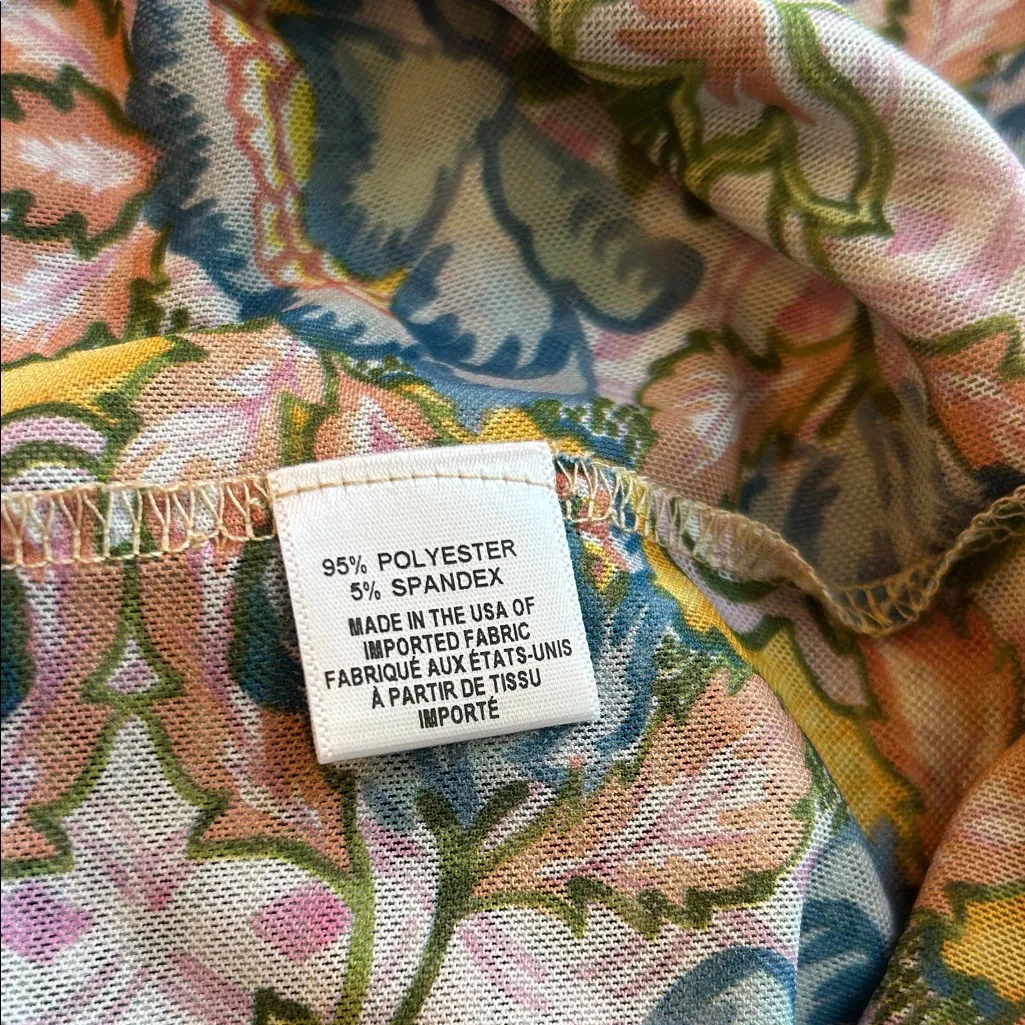 95% POLYESTER
5% SPANDEX
MADE IN THE USA OF
IMPORTED FABRIC
FABRIQUÉ AUX ÉTATS-UNIS
À PARTIR DE TISSU
IMPORTÉ